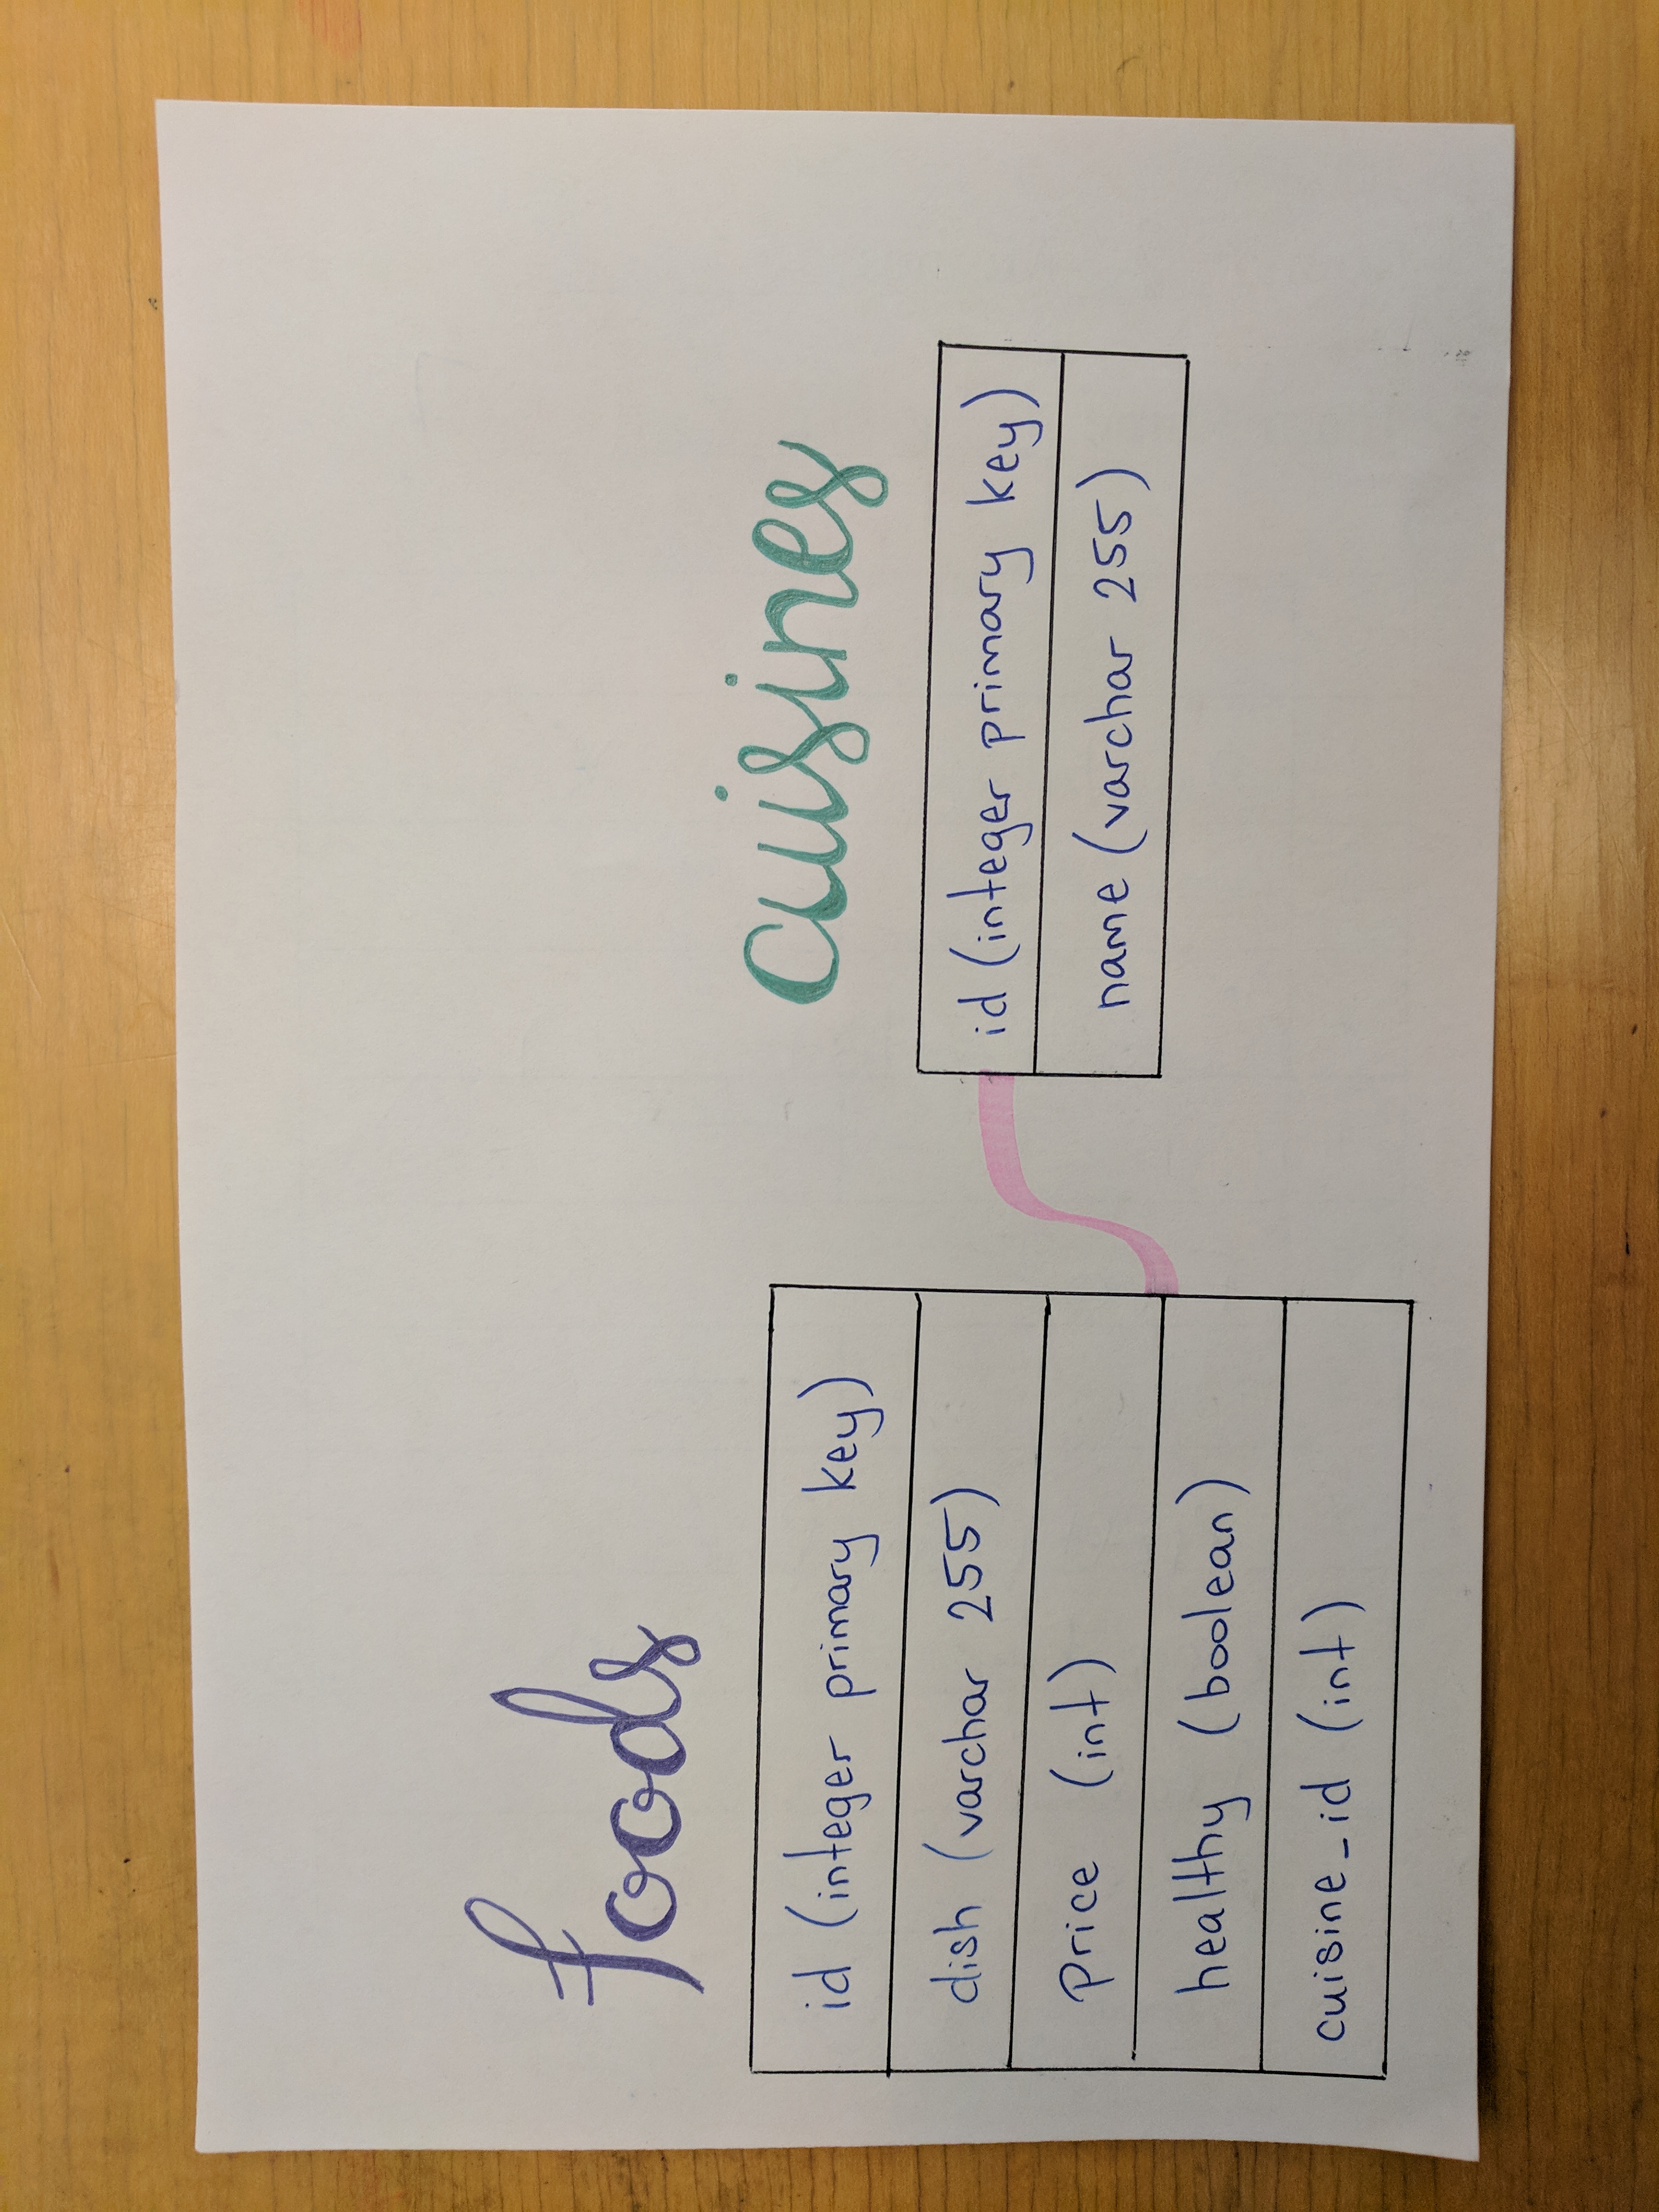 foods
id (integer primary key)
dish (varchar 255)
Price (int)
healthy (boolean)
cuisine_id (int)
cuisines
id (integer primary key)
name (varchar 255)